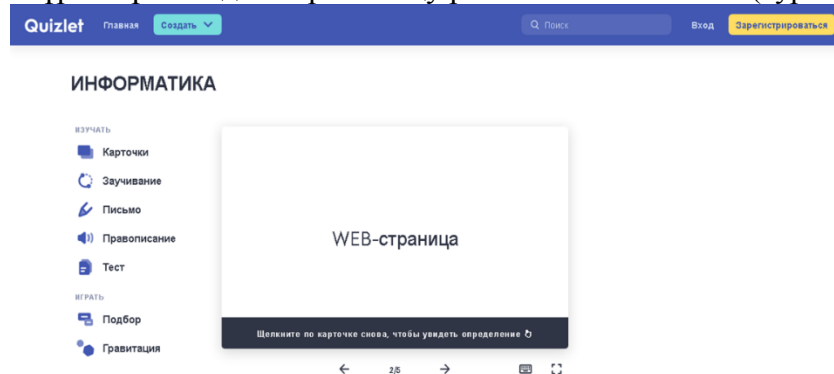 Quizlet Главная Создать Поиск Вход Зарегистрироваться
ИНФОРМАТИКА
ИЗУЧАТЬ
Карточки
Заучивание
Письмо
Правописание
Тест
ИГРАТЬ
Подбор
Гравитация
WEB-страница
Щелкните по карточке снова, чтобы увидеть определение
2/5